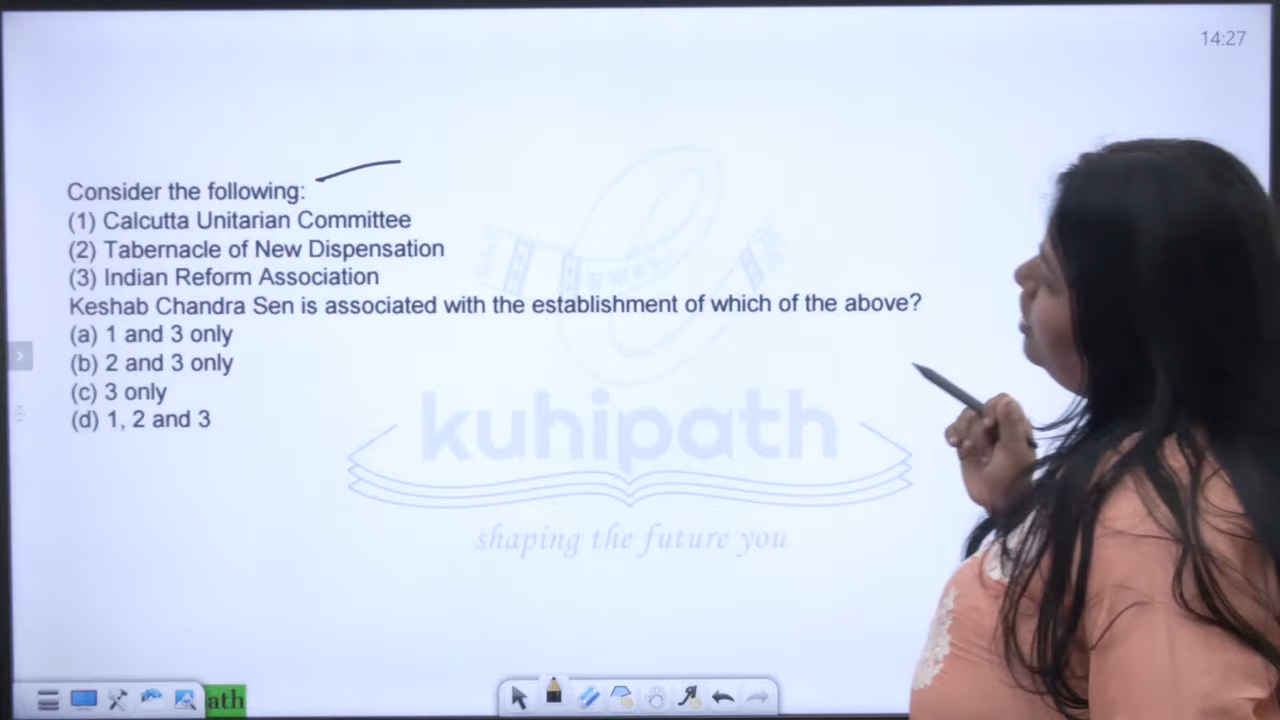 14:27
Consider the following:
(1) Calcutta Unitarian Committee
(2) Tabernacle of New Dispensation
(3) Indian Reform Association
Keshab Chandra Sen is associated with the establishment of which of the above?
(a) 1 and 3 only
(b) 2 and 3 only
(c) 3 only
(d) 1, 2 and 3
kuhipath
shaping the future you
ath